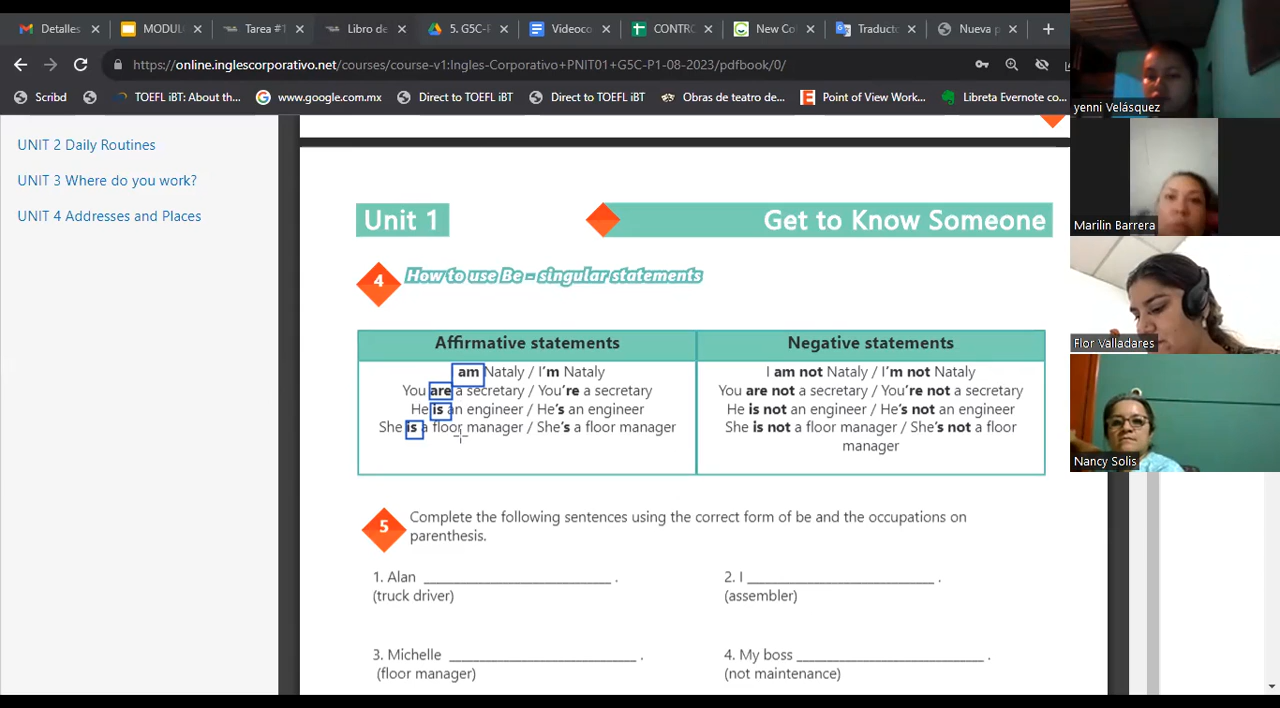 Detalles
MODUL
Tarea #1
Libro de
5. G5C-
Videoco
CONTRO
New Co
Traducto
Nueva p
https://online.inglescorporativo.net/courses/course-v1:Ingles-Corporativo+PNIT01+G5C-P1-08-2023/pdfbook/0/
Scribd
TOEFL iBT: About th...
www.google.com.mx
Direct to TOEFL iBT
Direct to TOEFL iBT
Obras de teatro de...
Point of View Work...
Libreta Evernote co...
UNIT 2 Daily Routines
UNIT 3 Where do you work?
UNIT 4 Addresses and Places
Unit 1
Get to Know Someone
4 How to use Be - singular statements
Affirmative statements
am Nataly / I'm Nataly
You are a secretary / You're a secretary
He is an engineer / He's an engineer
She is a floor manager / She's a floor manager
Negative statements
I am not Nataly / I'm not Nataly
You are not a secretary / You're not a secretary
He is not an engineer / He's not an engineer
She is not a floor manager / She's not a floor
manager
5 Complete the following sentences using the correct form of be and the occupations on
parenthesis.
1. Alan ____________________ .
(truck driver)
2. I ____________________ .
(assembler)
3. Michelle ____________________ .
(floor manager)
4. My boss ____________________ .
(not maintenance)
yenni Velásquez
Marilin Barrera
Flor Valladares
Nancy Solis